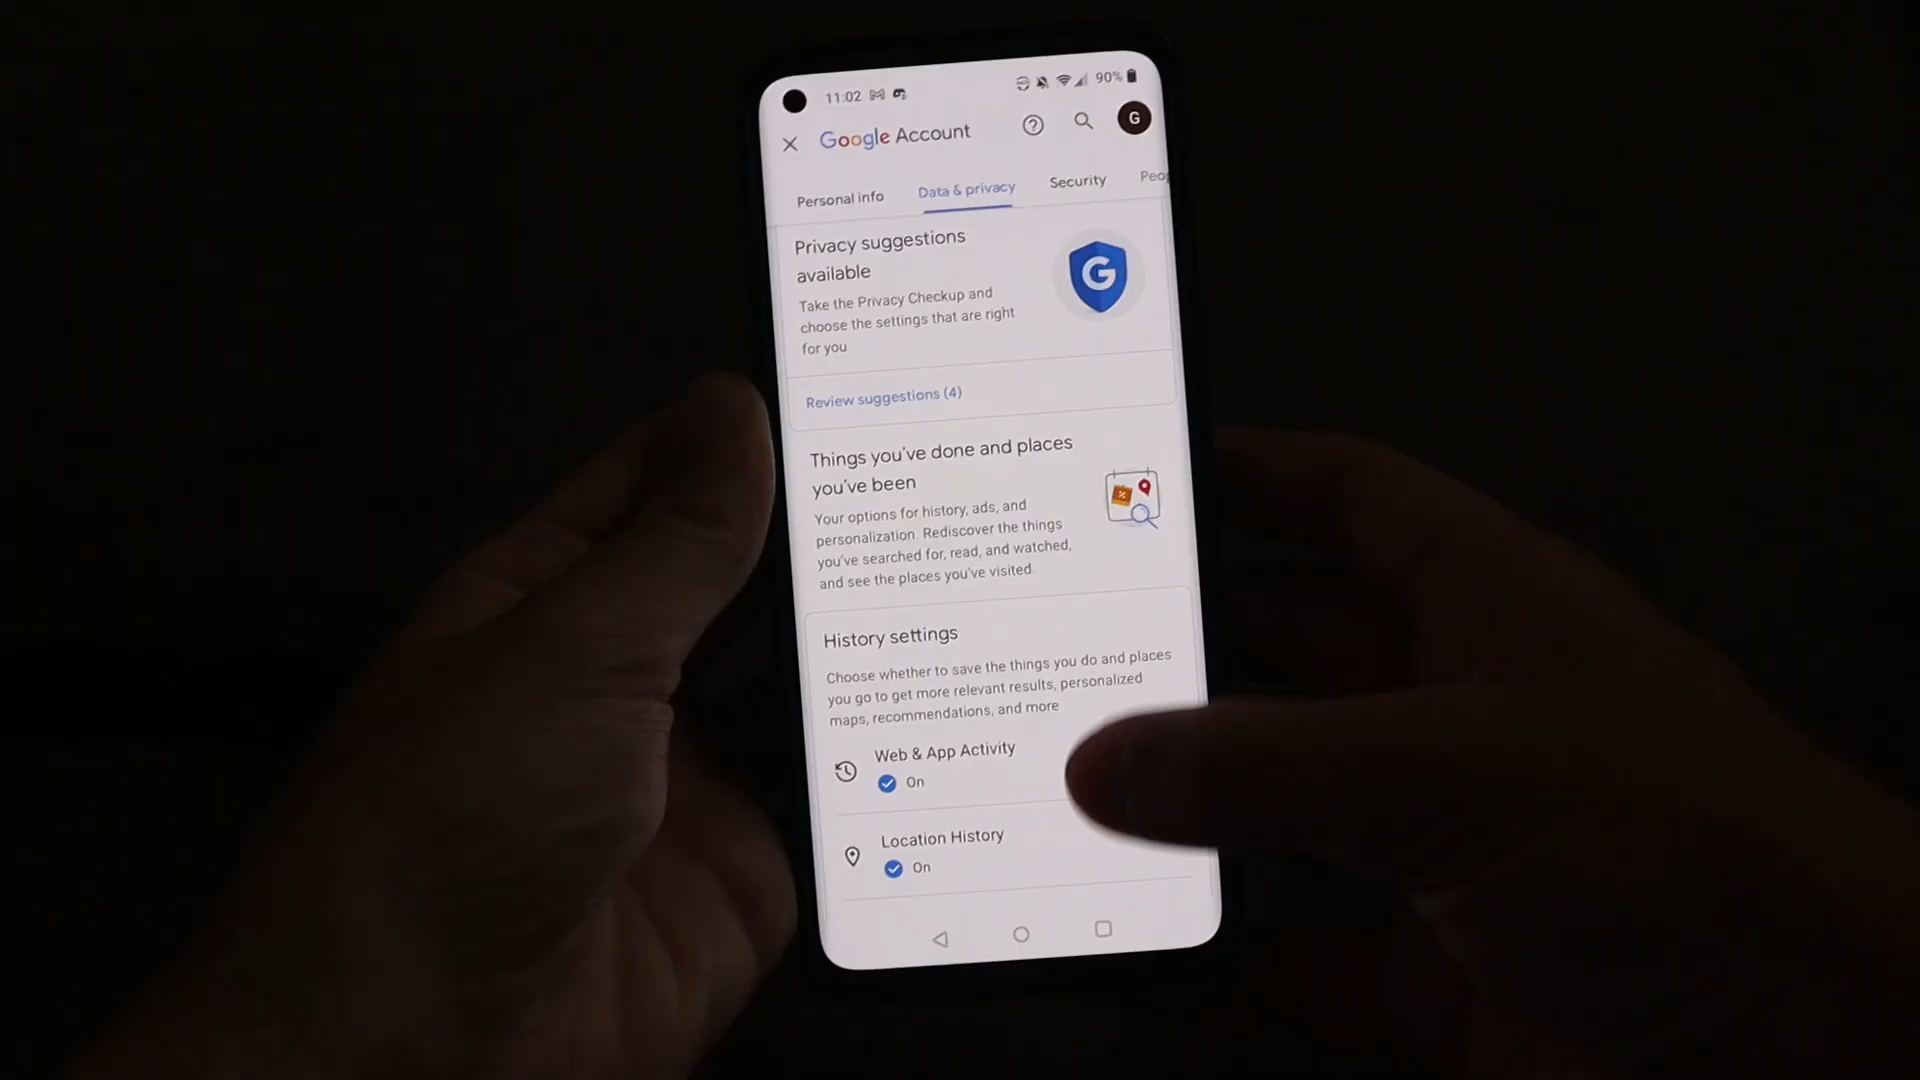 11:02
90%
Google Account
G
Personal info
Data & privacy
Security
Privacy suggestions
available
Take the Privacy Checkup and
choose the settings that are right
for you
G
Review suggestions (4)
Things you've done and places
you've been
Your options for history, ads, and
personalization. Rediscover the things
you've searched for, read, and watched,
and see the places you've visited.
History settings
Choose whether to save the things you do and places
you go to get more relevant results, personalized
maps, recommendations, and more
Web & App Activity
On
Location History
On